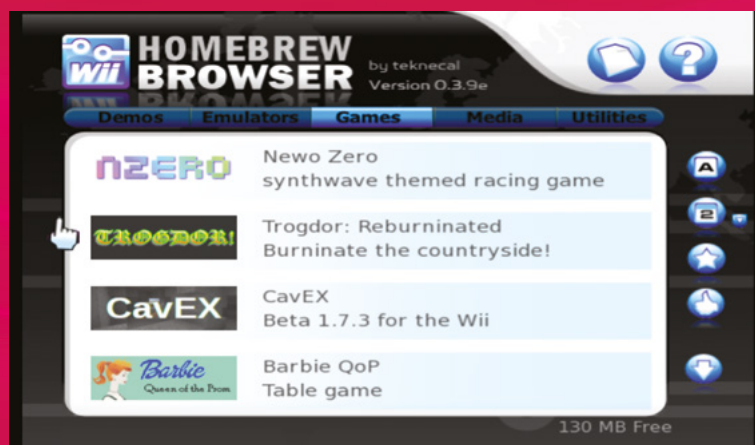 Wii HOMEBREW BROWSER
by teknecal
Version 0.3.9e
?
Demos Emulators Games Media Utilities
NZERO
Newo Zero
synthwave themed racing game
A
TROGDOR!
Trogdor: Reburninated
Burninate the countryside!
2
CavEX
CavEX
Beta 1.7.3 for the Wii
Barbie
Queen of the Prom
Barbie QoP
Table game
130 MB Free